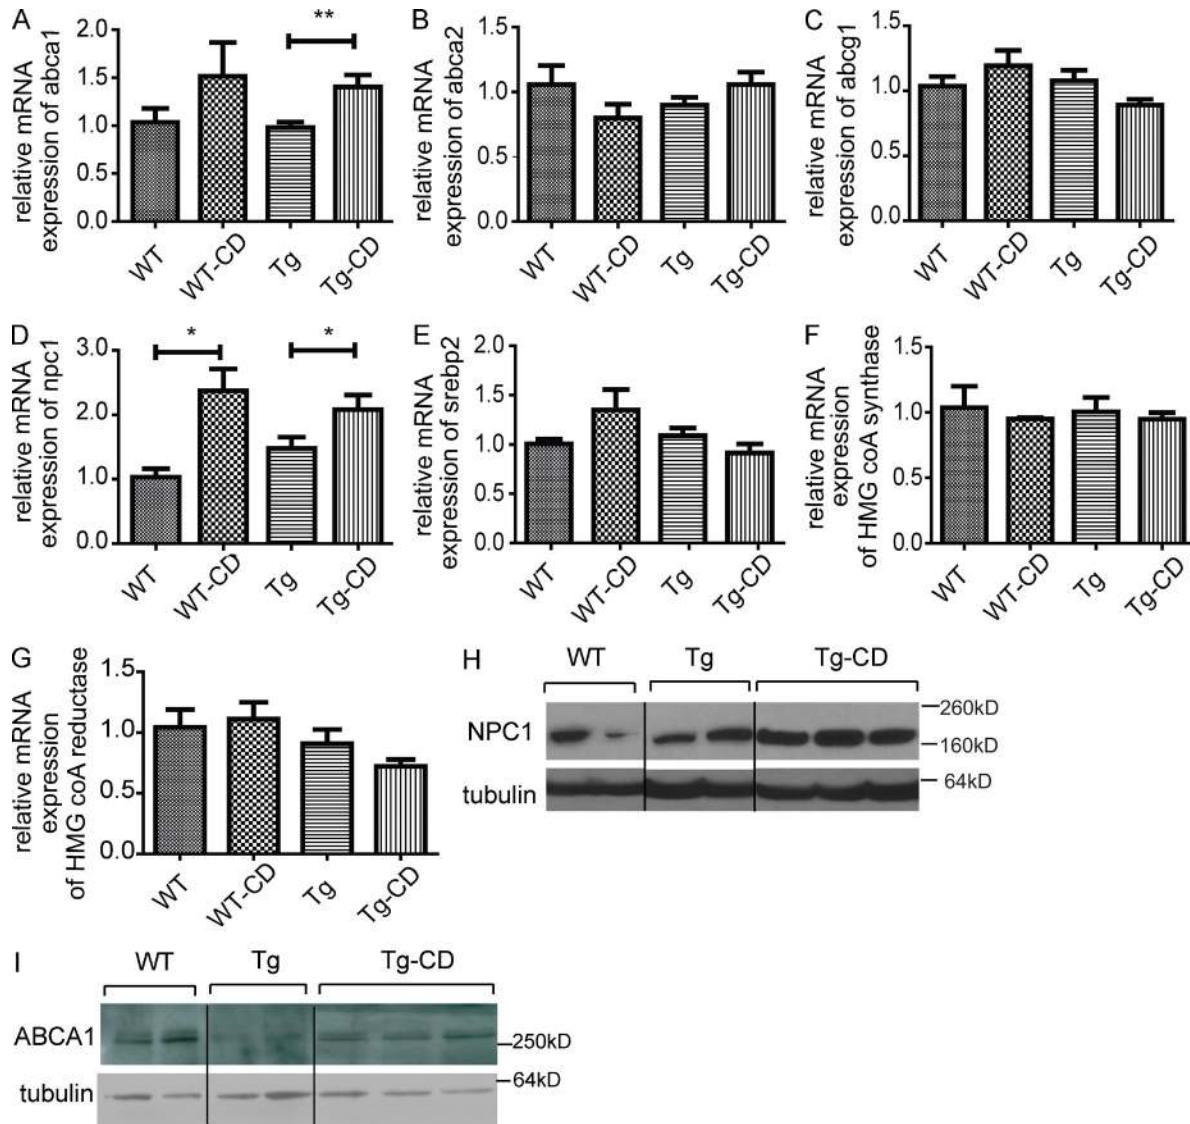 A
relative mRNA
expression of abca1
2.0
1.5
1.0
0.5
0.0
**
WT
WT-CD
Tg
Tg-CD
B
relative mRNA
expression of abca2
1.5
1.0
0.5
0.0
WT
WT-CD
Tg
Tg-CD
C
relative mRNA
expression of abcg1
1.5
1.0
0.5
0.0
WT
WT-CD
Tg
Tg-CD
D
relative mRNA
expression of npc1
3.0
2.0
1.0
0.0
*
*
WT
WT-CD
Tg
Tg-CD
E
relative mRNA
expression of srebp2
2.0
1.5
1.0
0.5
0.0
WT
WT-CD
Tg
Tg-CD
F
relative mRNA
expression
of HMG coA synthase
1.5
1.0
0.5
0.0
WT
WT-CD
Tg
Tg-CD
G
relative mRNA
expression
of HMG coA reductase
1.5
1.0
0.5
0.0
WT
WT-CD
Tg
Tg-CD
H
WT Tg Tg-CD
NPC1
260kD
160kD
tubulin
64kD
I
WT Tg Tg-CD
ABCA1
250kD
tubulin
64kD